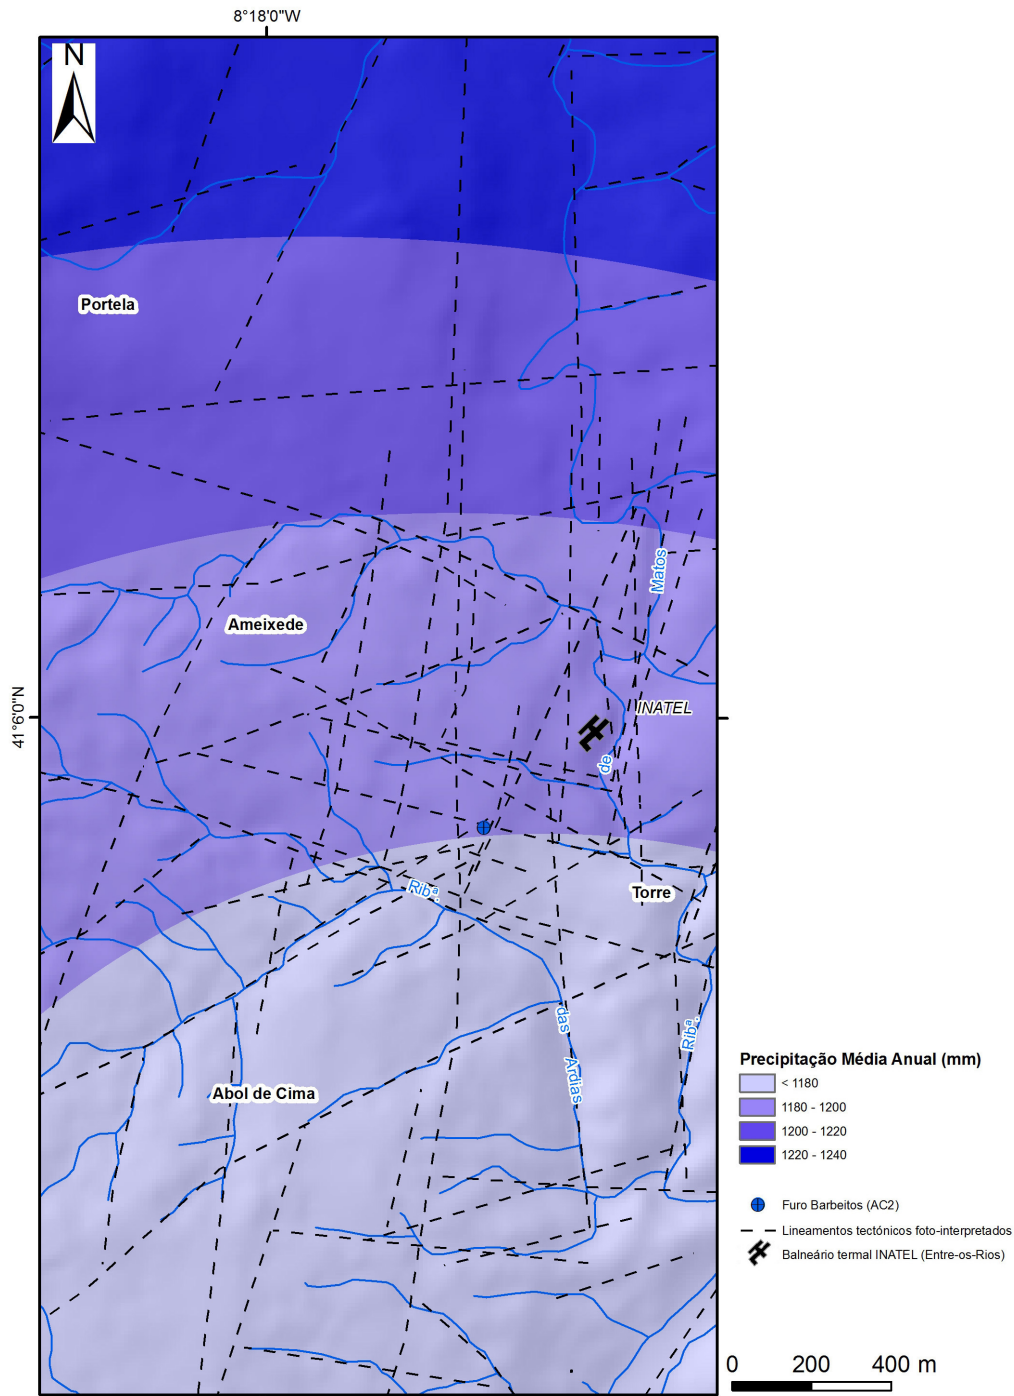 8°18'0"W
N
Portela
Matos
Ameixede
41°6'0"N
INATEL
de
Torre
Ribª.
das
Ardias
Ribª.
Abol de Cima
Precipitação Média Anual (mm)
< 1180
1180 - 1200
1200 - 1220
1220 - 1240
Furo Barbeitos (AC2)
Lineamentos tectónicos foto-interpretados
Balneário termal INATEL (Entre-os-Rios)
0 200 400 m